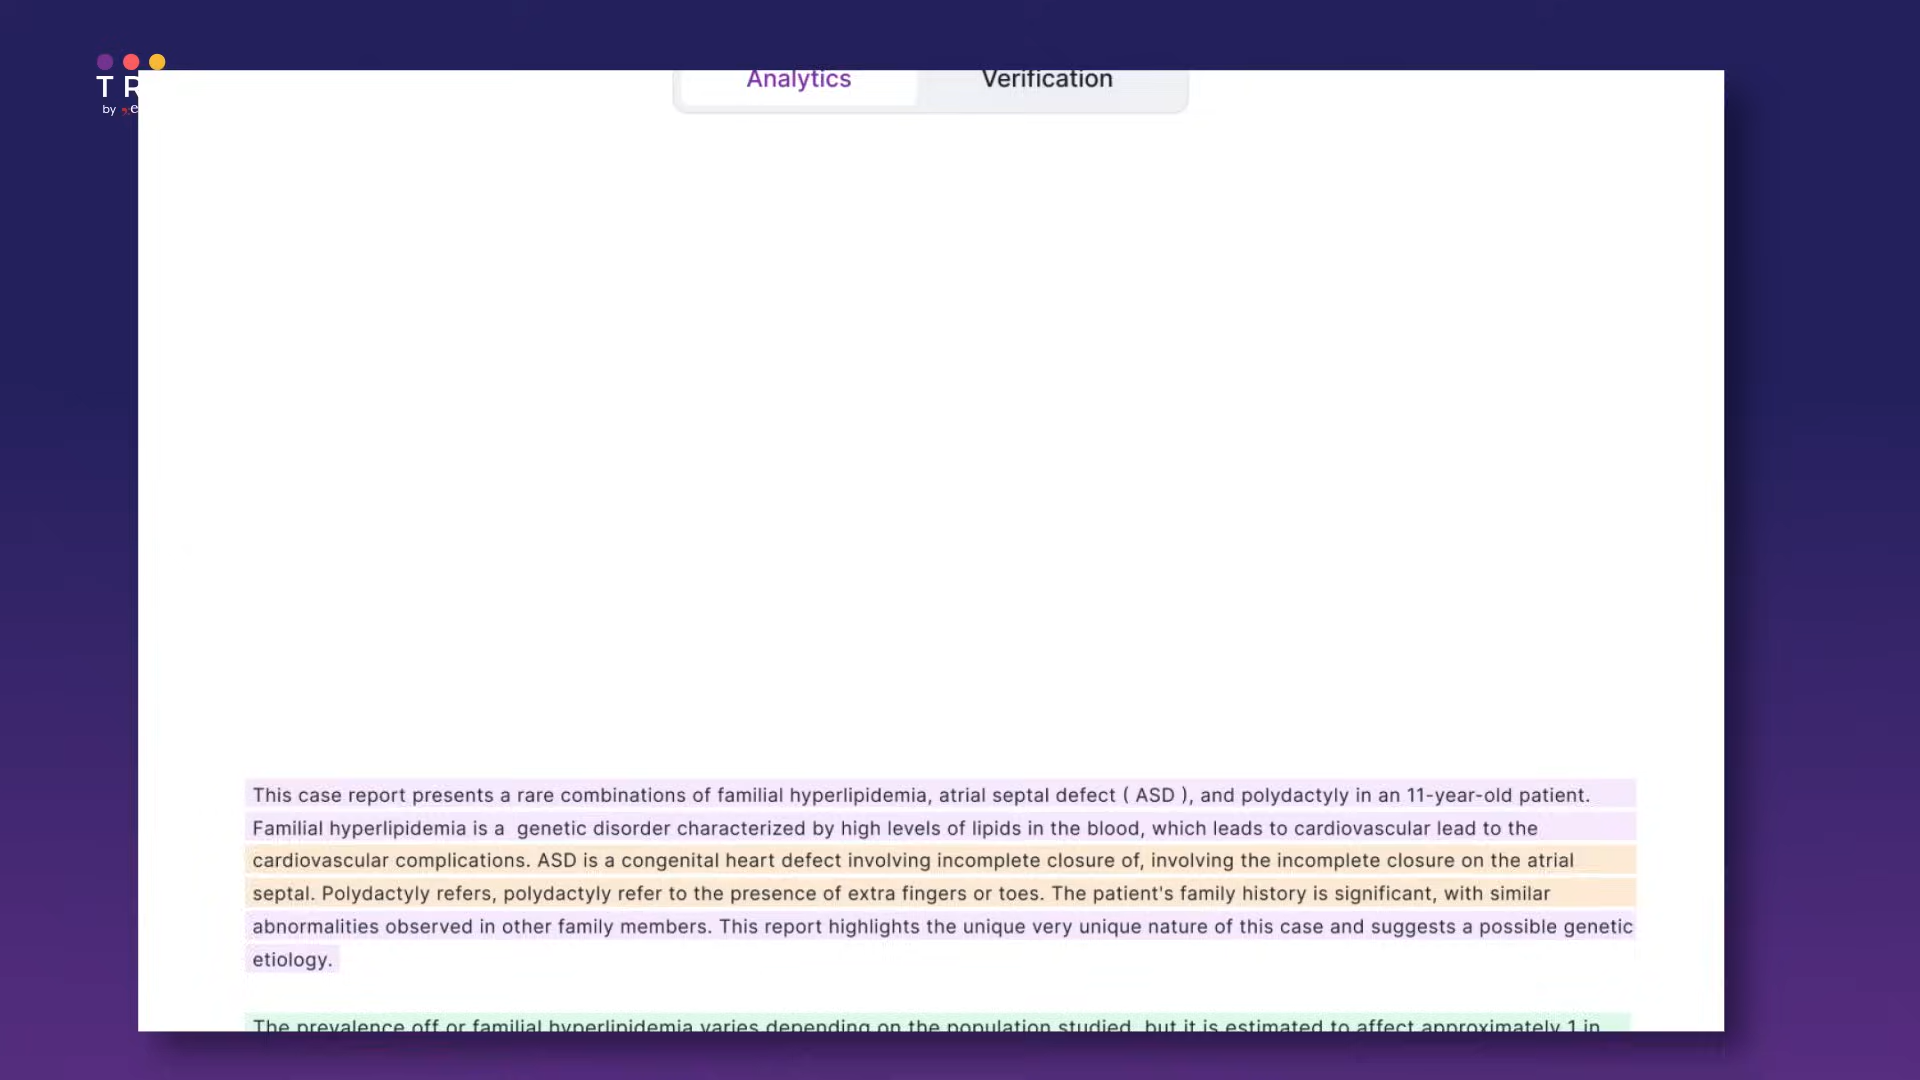 T R
by e
Analytics Verification
This case report presents a rare combinations of familial hyperlipidemia, atrial septal defect ( ASD ), and polydactyly in an 11-year-old patient.
Familial hyperlipidemia is a  genetic disorder characterized by high levels of lipids in the blood, which leads to cardiovascular lead to the
cardiovascular complications. ASD is a congenital heart defect involving incomplete closure of, involving the incomplete closure on the atrial
septal. Polydactyly refers, polydactyly refer to the presence of extra fingers or toes. The patient's family history is significant, with similar
abnormalities observed in other family members. This report highlights the unique very unique nature of this case and suggests a possible genetic
etiology.
The prevalence off or familial hyperlipidemia varies depending on the population studied, but it is estimated to affect approximately 1 in